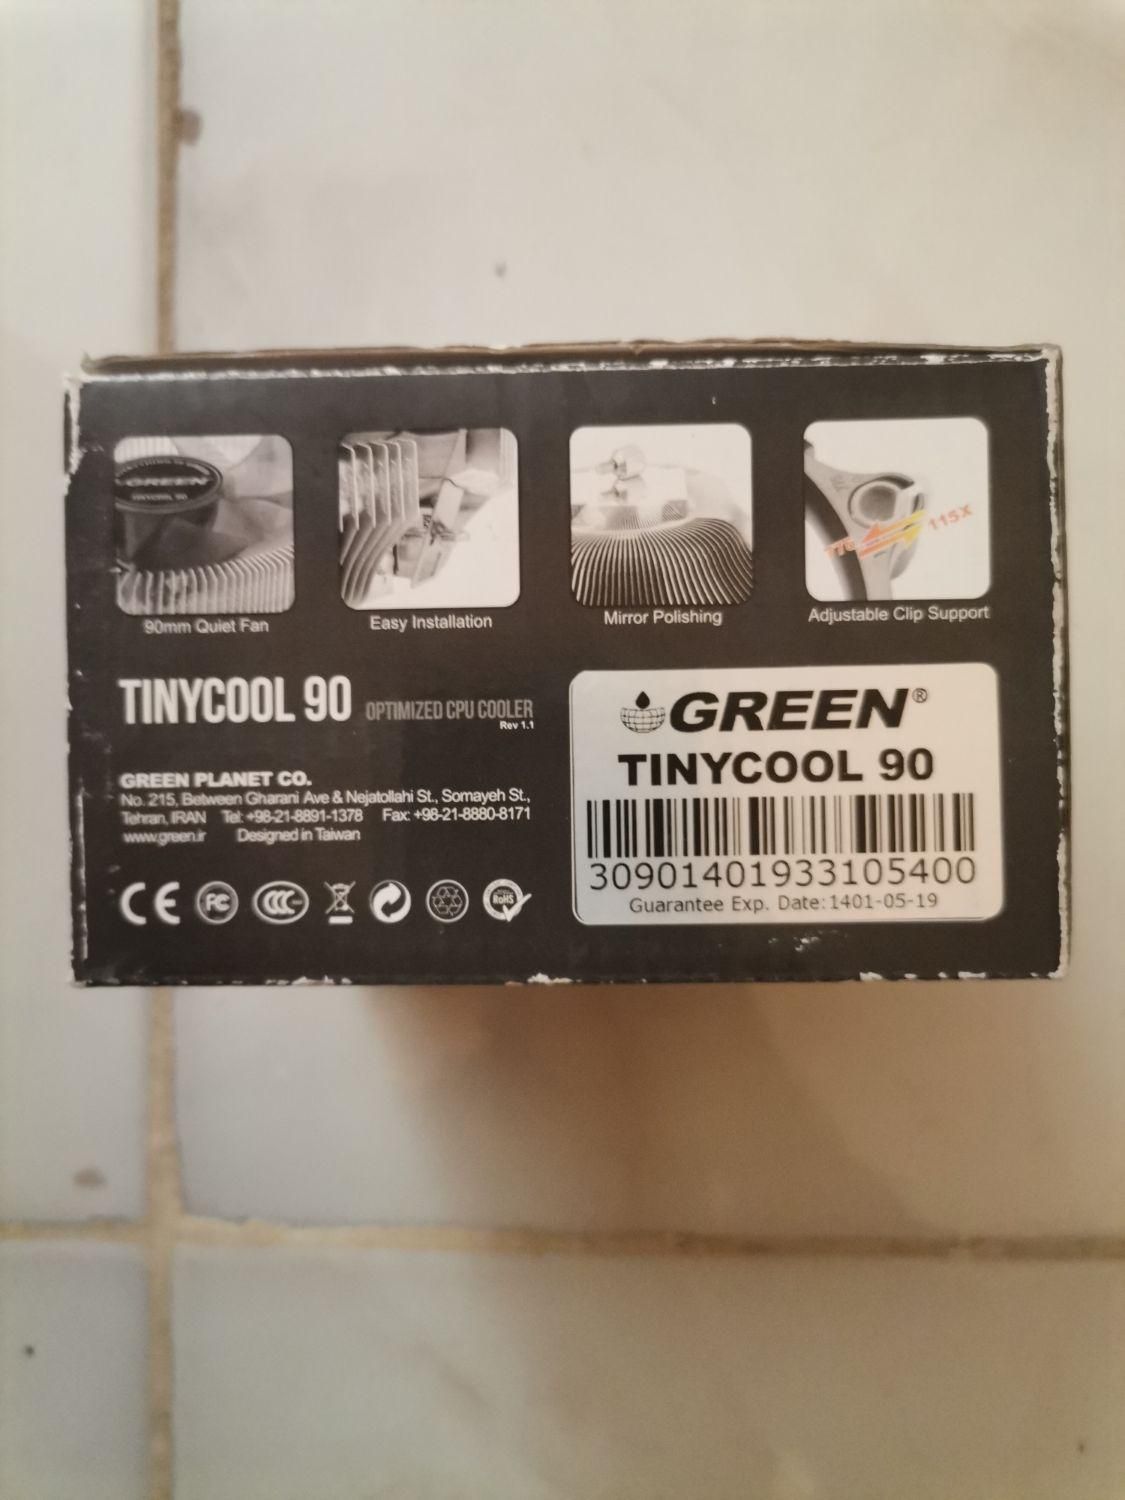 GREEN
TINYCOOL 90
775
115X
90mm Quiet Fan
Easy Installation
Mirror Polishing
Adjustable Clip Support
TINYCOOL 90 OPTIMIZED CPU COOLER
Rev 1.1
GREEN PLANET CO.
No. 215, Between Gharani Ave & Nejatollahi St., Somayeh St.,
Tehran, IRAN Tel: +98-21-8891-1378 Fax: +98-21-8880-8171
www.green.ir Designed in Taiwan
CE FC CCC RoHS
GREEN®
TINYCOOL 90
30901401933105400
Guarantee Exp. Date:1401-05-19